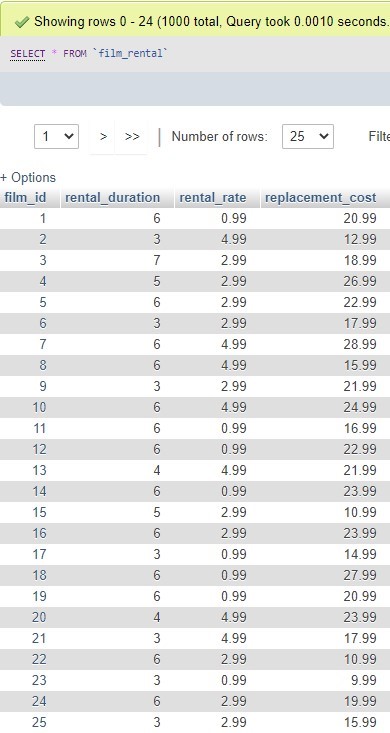 Showing rows 0 - 24 (1000 total, Query took 0.0010 seconds.
SELECT * FROM `film_rental`
1 > >> | Number of rows: 25 Filte
+ Options
film_id rental_duration rental_rate replacement_cost
1 6 0.99 20.99
2 3 4.99 12.99
3 7 2.99 18.99
4 5 2.99 26.99
5 6 2.99 22.99
6 3 2.99 17.99
7 6 4.99 28.99
8 6 4.99 15.99
9 3 2.99 21.99
10 6 4.99 24.99
11 6 0.99 16.99
12 6 0.99 22.99
13 4 4.99 21.99
14 6 0.99 23.99
15 5 2.99 10.99
16 6 2.99 23.99
17 3 0.99 14.99
18 6 0.99 27.99
19 6 0.99 20.99
20 4 4.99 23.99
21 3 4.99 17.99
22 6 2.99 10.99
23 3 0.99 9.99
24 6 2.99 19.99
25 3 2.99 15.99